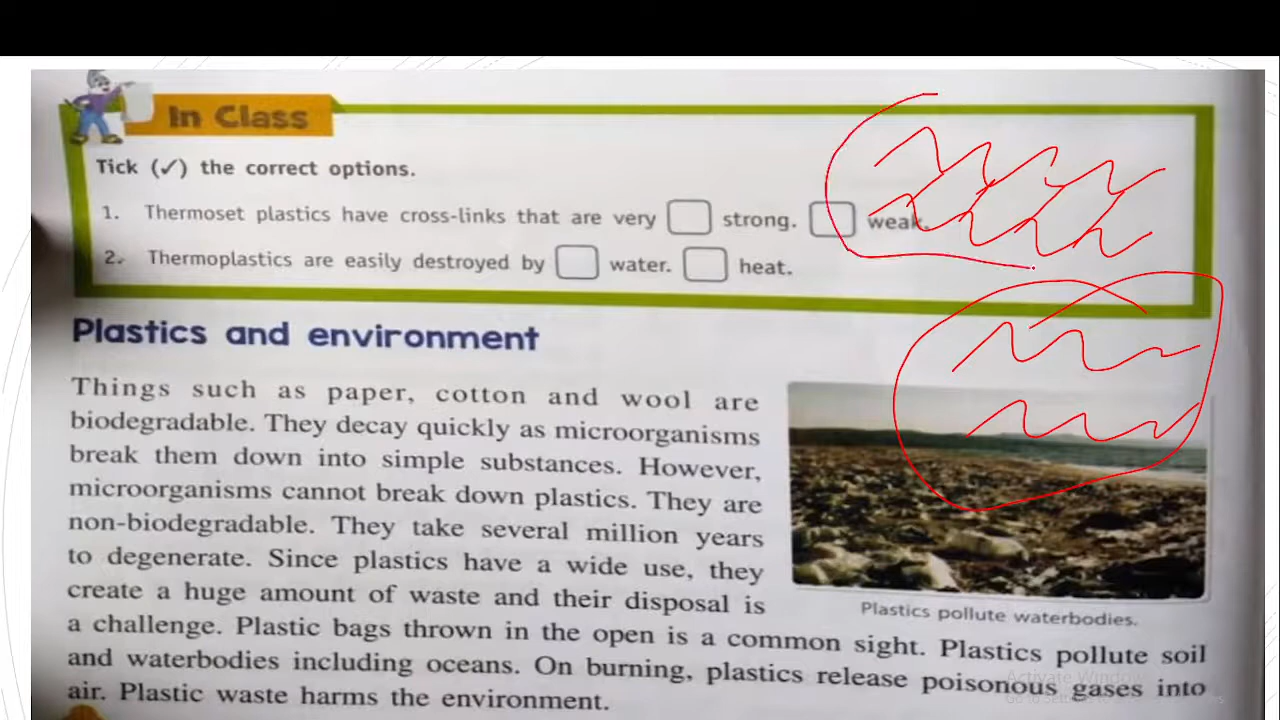 In Class
Tick (✓) the correct options.
1. Thermoset plastics have cross-links that are very ☐ strong. ☐ weak.
2. Thermoplastics are easily destroyed by ☐ water. ☐ heat.
Plastics and environment
Things such as paper, cotton and wool are
biodegradable. They decay quickly as microorganisms
break them down into simple substances. However,
microorganisms cannot break down plastics. They are
non-biodegradable. They take several million years
to degenerate. Since plastics have a wide use, they
create a huge amount of waste and their disposal is
a challenge. Plastic bags thrown in the open is a common sight. Plastics pollute soil
and waterbodies including oceans. On burning, plastics release poisonous gases into
air. Plastic waste harms the environment.
Plastics pollute waterbodies.
Activate Windows